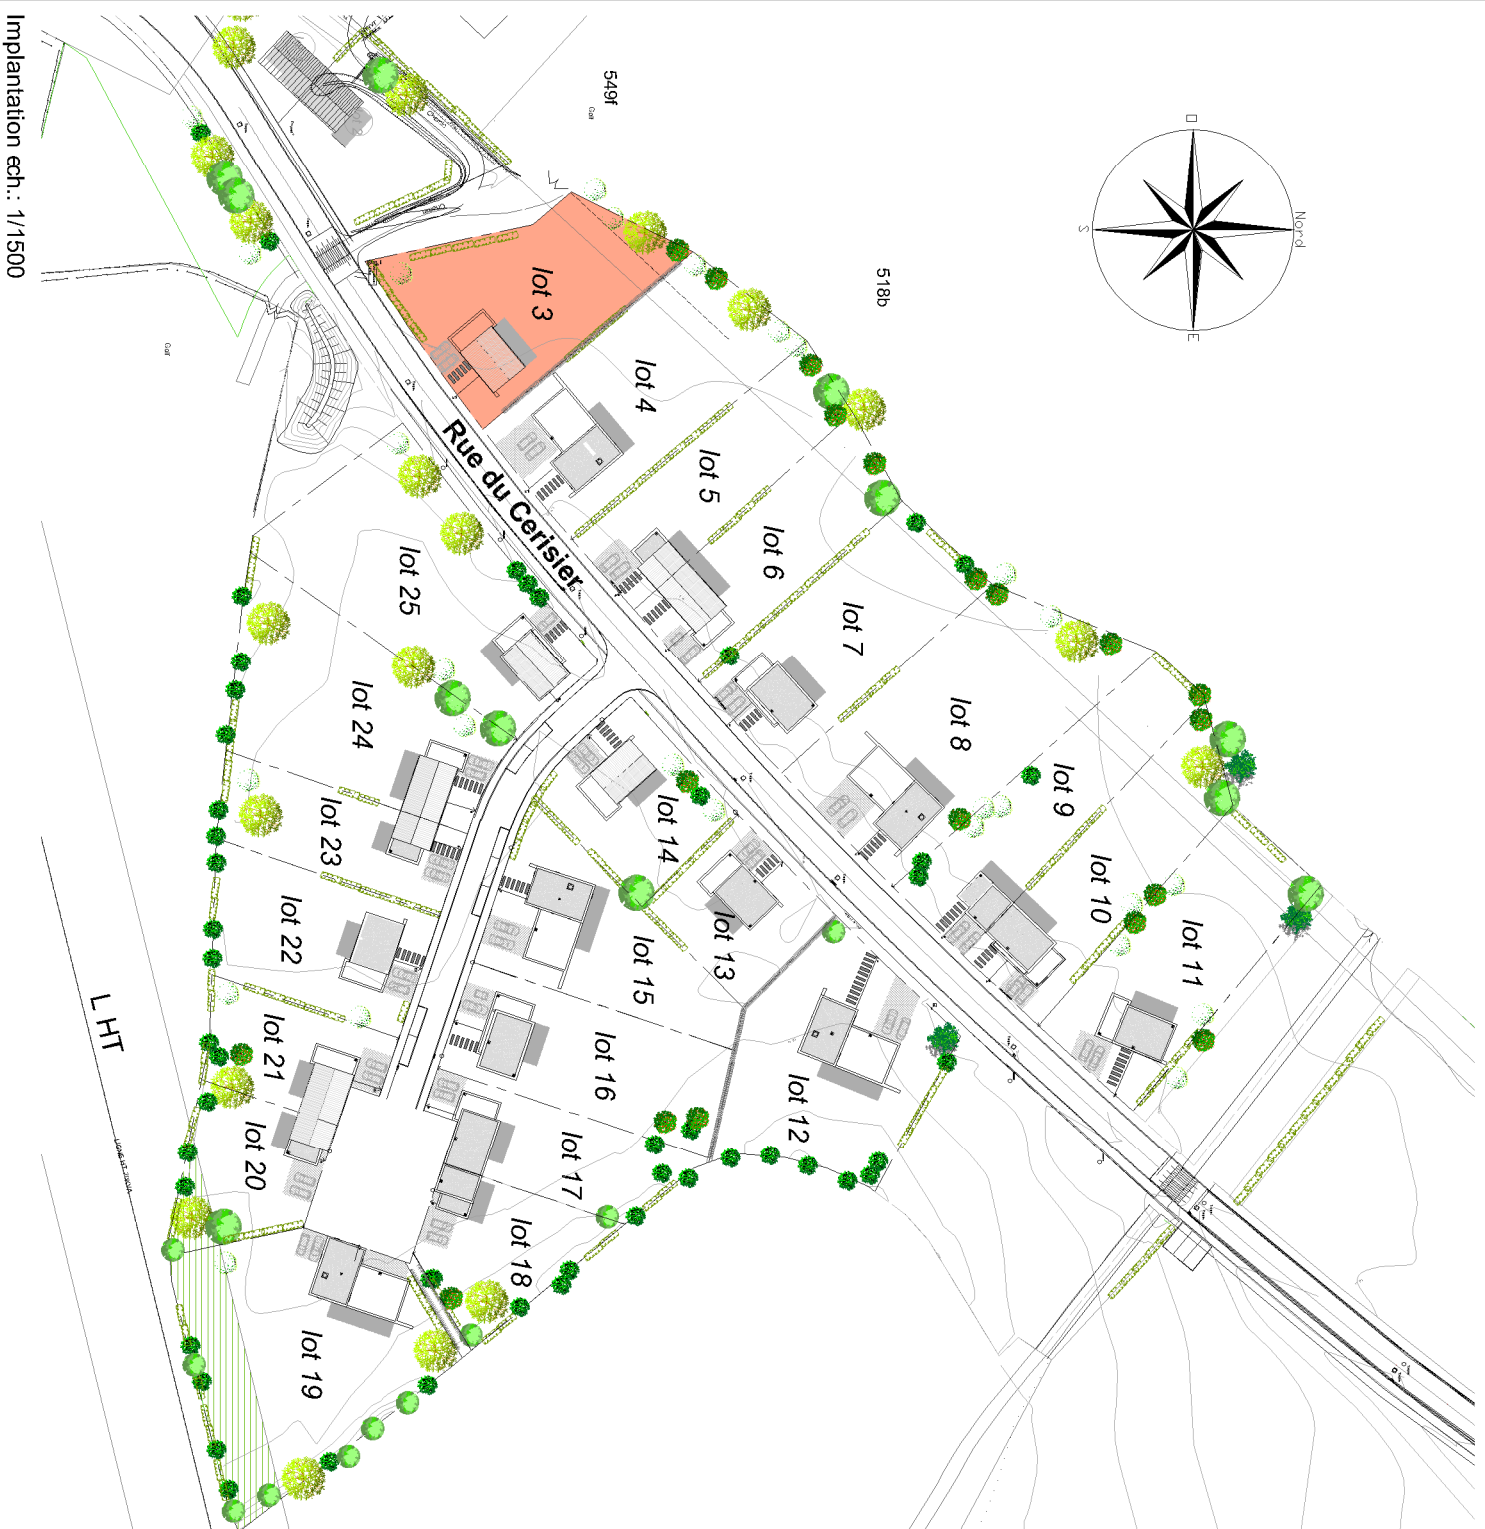 Implantation ech.: 1/1500
549f
518b
Nord
S
E
lot 3
lot 4
lot 5
lot 6
lot 7
lot 8
lot 9
lot 10
lot 11
Rue du Cerisier
lot 25
lot 24
lot 23
lot 22
lot 21
lot 20
lot 19
lot 14
lot 13
lot 15
lot 16
lot 17
lot 18
lot 12
L HT